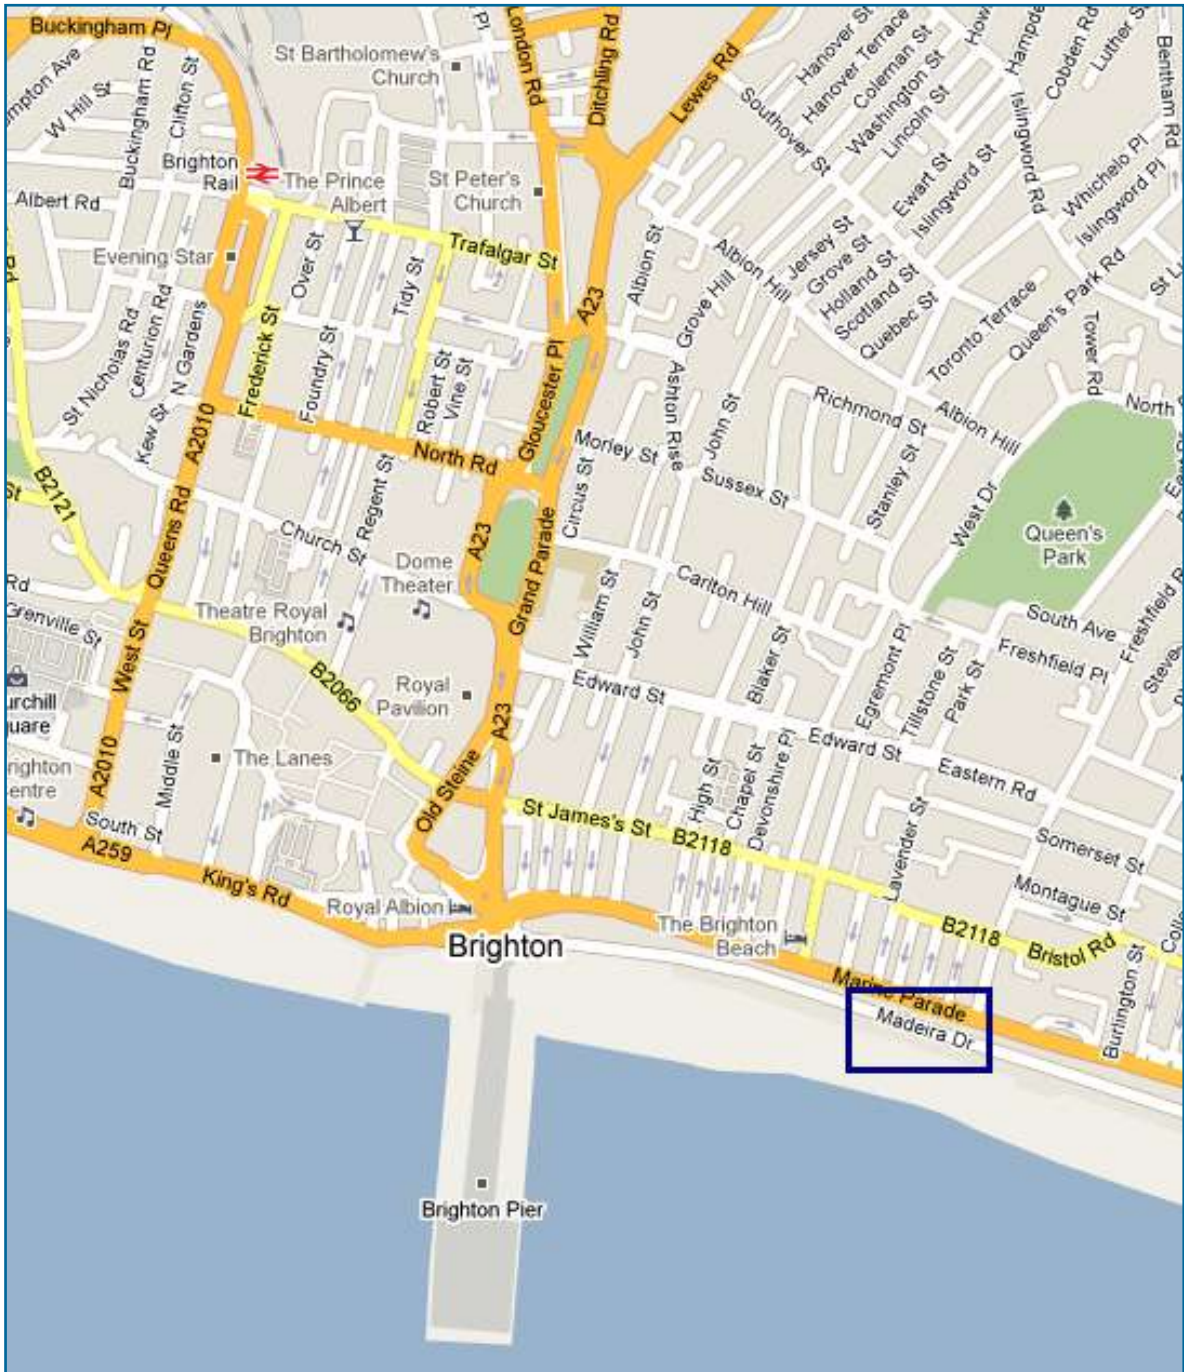 Buckingham Pl
St Bartholomew's
Church
London Rd
Ditchling Rd
Lewes Rd
Hanover St
Hanover Terrace
Coleman St
Washington St
Lincoln St
Southover St
Islingword Rd
Cobden Rd
Luther St
Bentham Rd
W Hill St
Buckingham Rd
Clifton St
Brighton
Rail
The Prince
Albert
St Peter's
Church
Ewart St
Islingword St
Islingword Rd
Whichelo Pl
Islingword Pl
Albert Rd
Evening Star
Over St
Trafalgar St
Tidy St
A23
Albion St
Albion Hill
Grove Hill
Jersey St
Grove St
Holland St
Scotland St
Quebec St
Toronto Terrace
Queen's Park Rd
Tower Rd
St Nicholas Rd
Centurion Rd
N Gardens
Frederick St
Foundry St
Robert St
Vine St
Gloucester Pl
Ashton Rise
John St
Richmond St
Albion Hill
North
Kew St
A2010
North Rd
Morley St
Sussex St
Stanley St
West Dr
B2121
Queens Rd
Church St
Regent St
A23
Circus St
Grand Parade
Queen's
Park
Dome
Theater
Carlton Hill
Rd
Grenville St
Theatre Royal
Brighton
William St
John St
Blaker St
Egremont Pl
Tillstone St
Park St
South Ave
Freshfield Pl
West St
B2066
Royal
Pavilion
Edward St
A23
Edward St
Eastern Rd
A2010
Middle St
The Lanes
Old Steine
High St
Chapel St
Devonshire Pl
St James's St
B2118
Lavender St
Somerset St
South St
A259
King's Rd
Royal Albion
Montague St
The Brighton
Beach
B2118
Bristol Rd
Brighton
Marine Parade
Madeira Dr
Burlington St
Brighton Pier